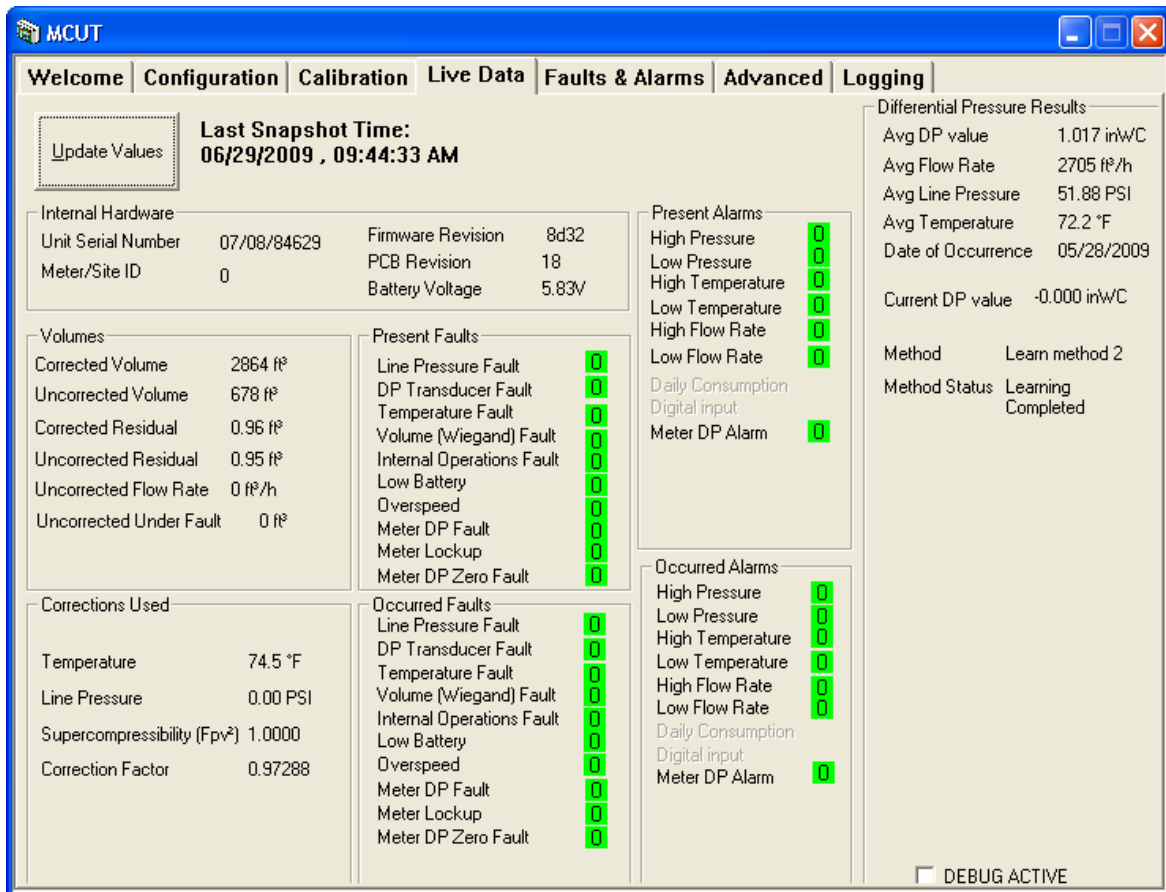 MCUT
Welcome Configuration Calibration Live Data Faults & Alarms Advanced Logging
Update Values
Last Snapshot Time:
06/29/2009 , 09:44:33 AM
Internal Hardware
Unit Serial Number 07/08/84629
Meter/Site ID 0
Firmware Revision 8d32
PCB Revision 18
Battery Voltage 5.83V
Volumes
Corrected Volume 2864 ft³
Uncorrected Volume 678 ft³
Corrected Residual 0.96 ft³
Uncorrected Residual 0.95 ft³
Uncorrected Flow Rate 0 ft³/h
Uncorrected Under Fault 0 ft³
Present Faults
Line Pressure Fault 0
DP Transducer Fault 0
Temperature Fault 0
Volume (Wiegand) Fault 0
Internal Operations Fault 0
Low Battery 0
Overspeed 0
Meter DP Fault 0
Meter Lockup 0
Meter DP Zero Fault 0
Corrections Used
Temperature 74.5 °F
Line Pressure 0.00 PSI
Supercompressibility (Fpv²) 1.0000
Correction Factor 0.97288
Occurred Faults
Line Pressure Fault 0
DP Transducer Fault 0
Temperature Fault 0
Volume (Wiegand) Fault 0
Internal Operations Fault 0
Low Battery 0
Overspeed 0
Meter DP Fault 0
Meter Lockup 0
Meter DP Zero Fault 0
Present Alarms
High Pressure 0
Low Pressure 0
High Temperature 0
Low Temperature 0
High Flow Rate 0
Low Flow Rate 0
Daily Consumption
Digital input
Meter DP Alarm 0
Occurred Alarms
High Pressure 0
Low Pressure 0
High Temperature 0
Low Temperature 0
High Flow Rate 0
Low Flow Rate 0
Daily Consumption
Digital input
Meter DP Alarm 0
Differential Pressure Results
Avg DP value 1.017 inWC
Avg Flow Rate 2705 ft³/h
Avg Line Pressure 51.88 PSI
Avg Temperature 72.2 °F
Date of Occurrence 05/28/2009
Current DP value -0.000 inWC
Method Learn method 2
Method Status Learning
Completed
DEBUG ACTIVE